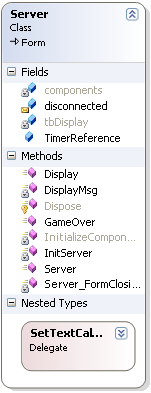 Server
Class
Form
Fields
components
disconnected
tbDisplay
TimerReference
Methods
Display
DisplayMsg
Dispose
GameOver
InitializeCompon...
InitServer
Server
Server_FormClosi...
Nested Types
SetTextCal...
Delegate